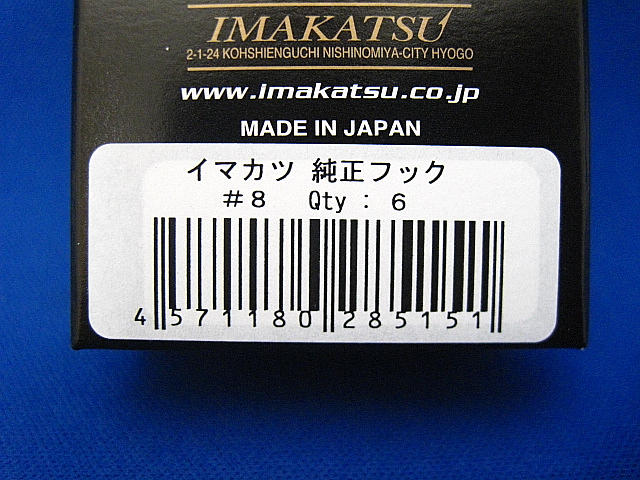 IMAKATSU
2-1-24 KOHSHIENGUCHI NISHINOMIYA-CITY HYOGO
www.imakatsu.co.jp
MADE IN JAPAN
イマカツ 純正フック
#8 Qty : 6
4 571180 285151